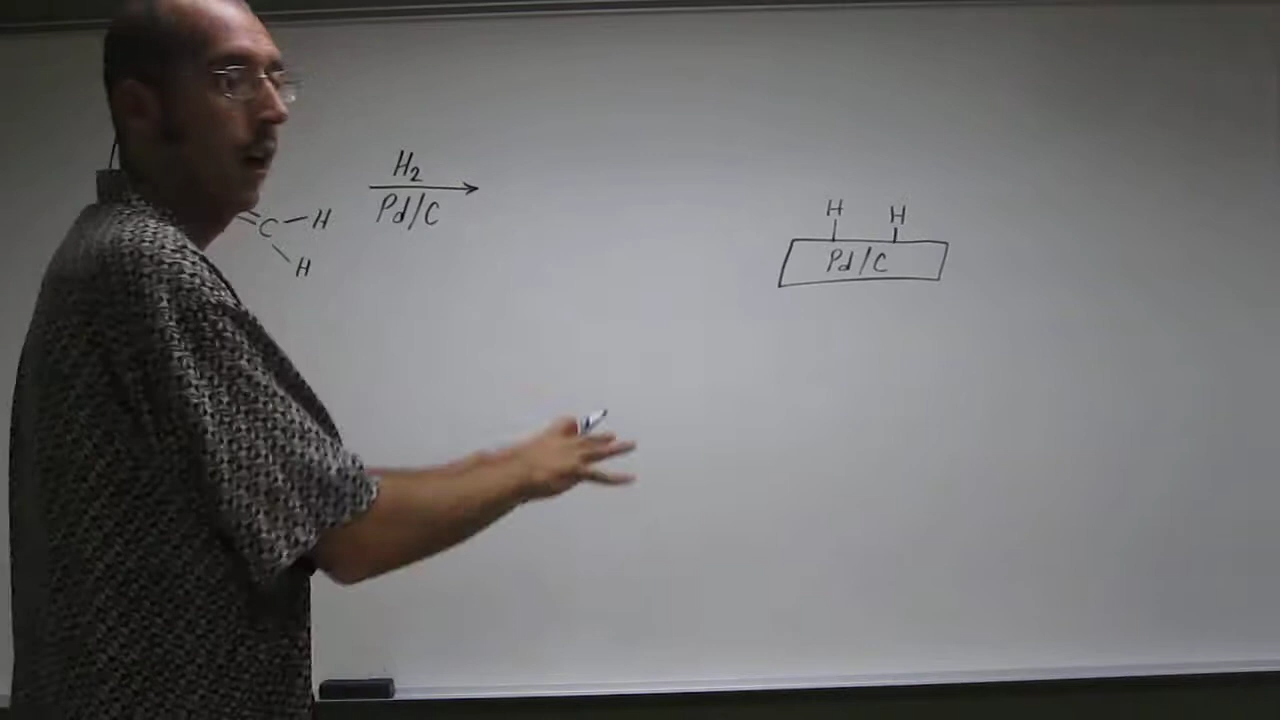 H₂
Pd/C
=C-H
H
H H
Pd/C